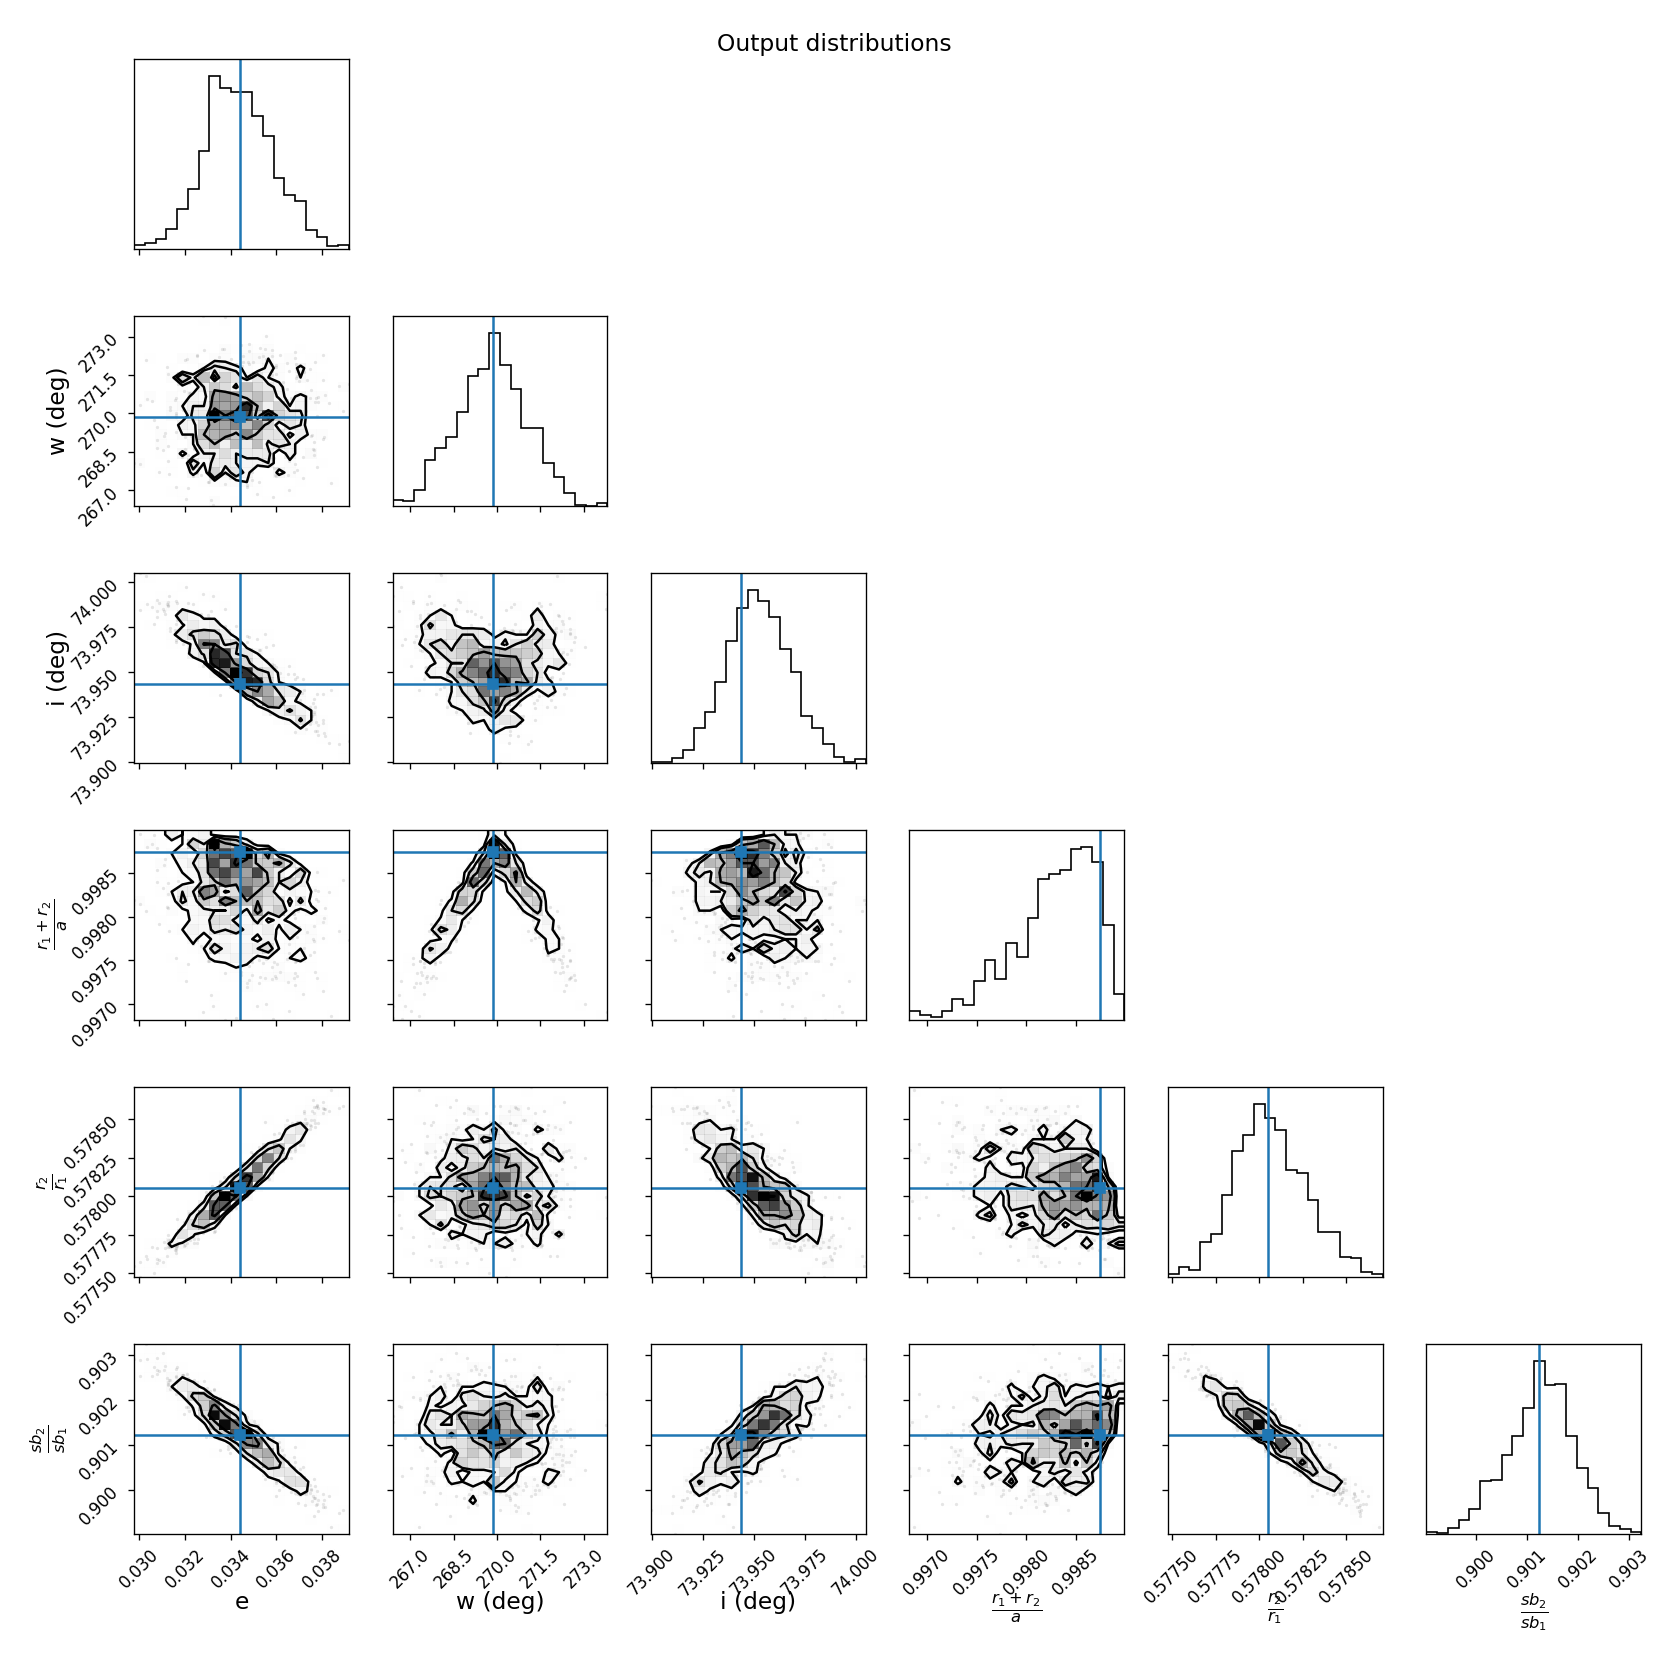 Output distributions
w (deg)
273.0
271.5
270.0
268.5
267.0
i (deg)
74.000
73.975
73.950
73.925
73.900
r₁ + r₂
a
0.9985
0.9980
0.9975
0.9970
r₂
r₁
0.57850
0.57825
0.57800
0.57775
0.57750
sb₂
sb₁
0.903
0.902
0.901
0.900
0.030 0.032 0.034 0.036 0.038 267.0 268.5 270.0 271.5 273.0 73.900 73.925 73.950 73.975 74.000 0.9970 0.9975 0.9980 0.9985 0.57750 0.57775 0.57800 0.57825 0.57850 0.900 0.901 0.902 0.903
e w (deg) i (deg)
r₁ + r₂ r₂ sb₂
a r₁ sb₁